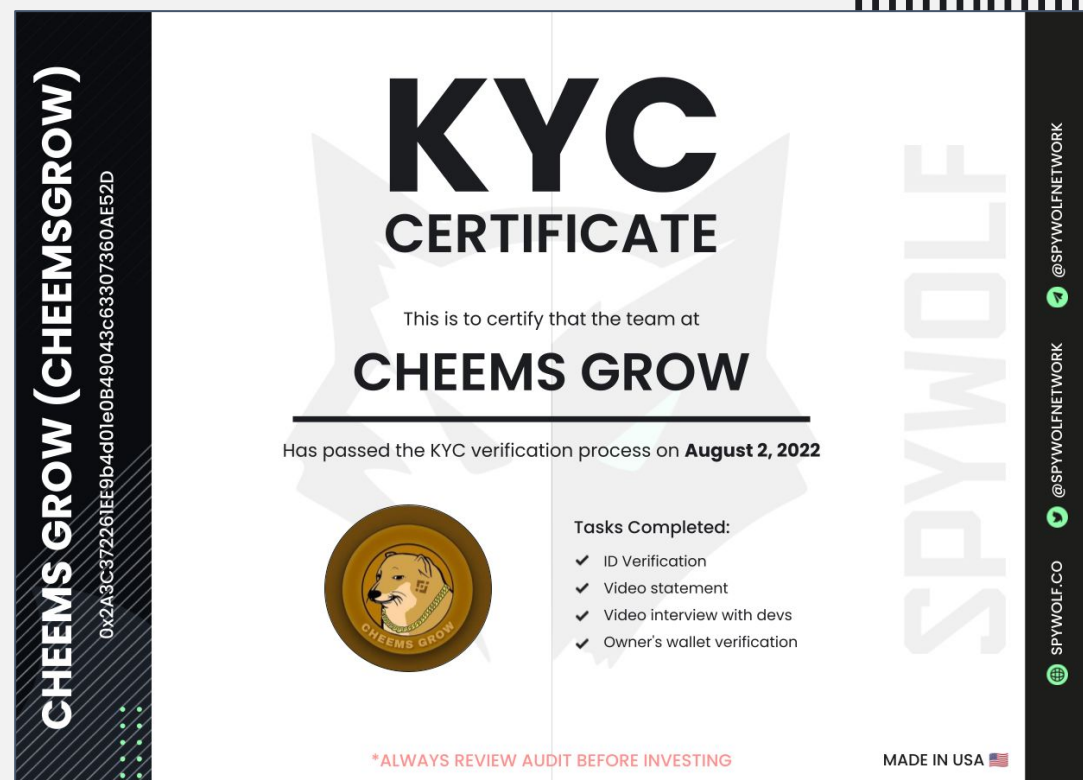 CHEEMS GROW (CHEEMSGROW)
0x2A3C372261EE9b4d01e0B49043c63307360AE52D
KYC
CERTIFICATE
This is to certify that the team at
CHEEMS GROW
Has passed the KYC verification process on August 2, 2022
CHEEMS GROW
Tasks Completed:
ID Verification
Video statement
Video interview with devs
Owner's wallet verification
*ALWAYS REVIEW AUDIT BEFORE INVESTING
MADE IN USA
SPYWOLF
SPYWOLF.CO
@SPYWOLFNETWORK
@SPYWOLFNETWORK